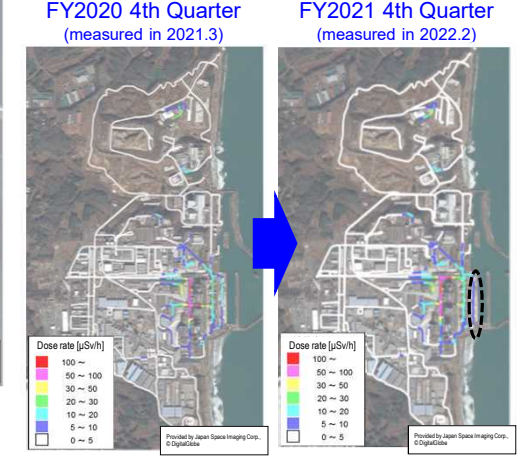 FY2020 4th Quarter
(measured in 2021.3)
Dose rate [μSv/h]
100 ~
50 ~ 100
30 ~ 50
20 ~ 30
10 ~ 20
5 ~ 10
0 ~ 5
Provided by Japan Space Imaging Corp.,
© DigitalGlobe
FY2021 4th Quarter
(measured in 2022.2)
Dose rate [μSv/h]
100 ~
50 ~ 100
30 ~ 50
20 ~ 30
10 ~ 20
5 ~ 10
0 ~ 5
Provided by Japan Space Imaging Corp.,
© DigitalGlobe